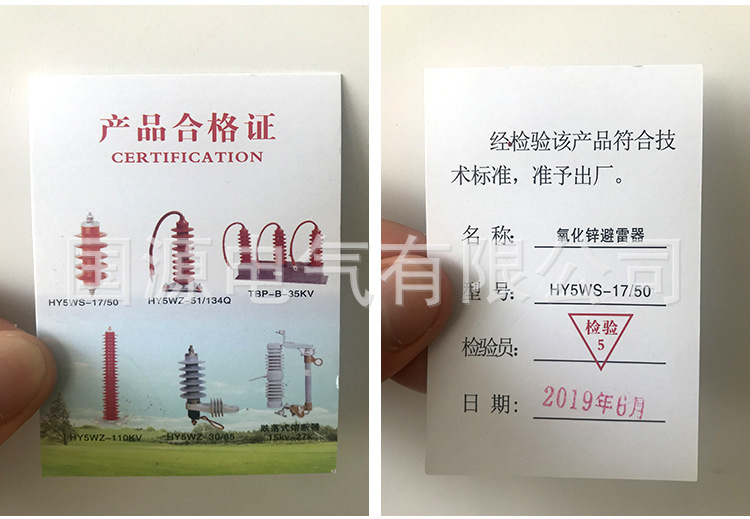 产品合格证
CERTIFICATION
HY5WS-17/50
HY5WZ-51/134Q
TBP-B-35KV
HY5WZ-110KV
HY5WZ-30/65
跌落式熔断器
15kv-27K
经检验该产品符合技
术标准，准予出厂。
名 称： 氧化锌避雷器
型 号： HY5WS-17/50
检验员： 检验
5
日 期： 2019年6月
国源电气有限公司